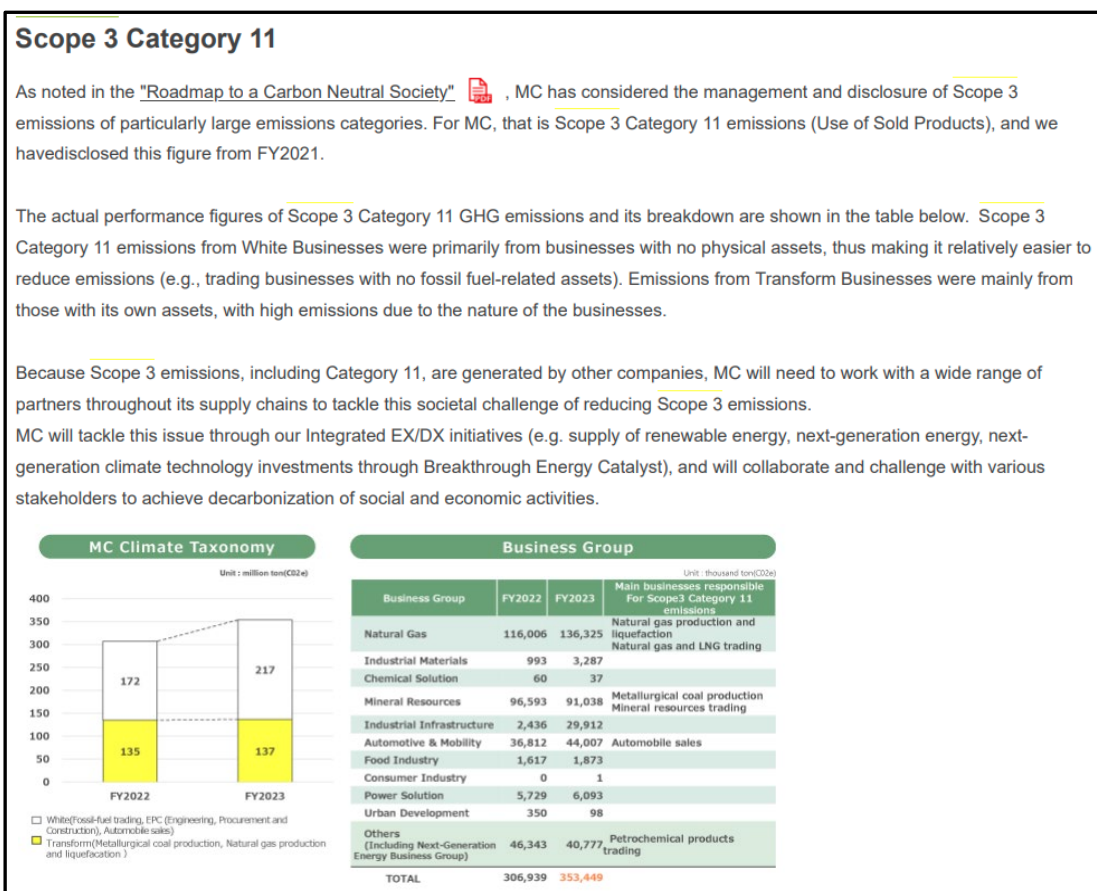 Scope 3 Category 11
As noted in the "Roadmap to a Carbon Neutral Society" PDF , MC has considered the management and disclosure of Scope 3
emissions of particularly large emissions categories. For MC, that is Scope 3 Category 11 emissions (Use of Sold Products), and we
havedisclosed this figure from FY2021.
The actual performance figures of Scope 3 Category 11 GHG emissions and its breakdown are shown in the table below. Scope 3
Category 11 emissions from White Businesses were primarily from businesses with no physical assets, thus making it relatively easier to
reduce emissions (e.g., trading businesses with no fossil fuel-related assets). Emissions from Transform Businesses were mainly from
those with its own assets, with high emissions due to the nature of the businesses.
Because Scope 3 emissions, including Category 11, are generated by other companies, MC will need to work with a wide range of
partners throughout its supply chains to tackle this societal challenge of reducing Scope 3 emissions.
MC will tackle this issue through our Integrated EX/DX initiatives (e.g. supply of renewable energy, next-generation energy, next-
generation climate technology investments through Breakthrough Energy Catalyst), and will collaborate and challenge with various
stakeholders to achieve decarbonization of social and economic activities.
MC Climate Taxonomy
Unit : million ton(C02e)
400
350
300
250
200
150
100
50
0
172
135
217
137
FY2022 FY2023
White(Fossil-fuel trading, EPC (Engineering, Procurement and
Construction), Automobile sales)
Transform(Metallurgical coal production, Natural gas production
and liquefacation )
Business Group
Unit : thousand ton(C02e)
Business Group FY2022 FY2023 Main businesses responsible
For Scope3 Category 11
emissions
Natural Gas 116,006 136,325 Natural gas production and
liquefaction
Natural gas and LNG trading
Industrial Materials 993 3,287
Chemical Solution 60 37
Mineral Resources 96,593 91,038 Metallurgical coal production
Mineral resources trading
Industrial Infrastructure 2,436 29,912
Automotive & Mobility 36,812 44,007 Automobile sales
Food Industry 1,617 1,873
Consumer Industry 0 1
Power Solution 5,729 6,093
Urban Development 350 98
Others
(Including Next-Generation
Energy Business Group) 46,343 40,777 Petrochemical products
trading
TOTAL 306,939 353,449